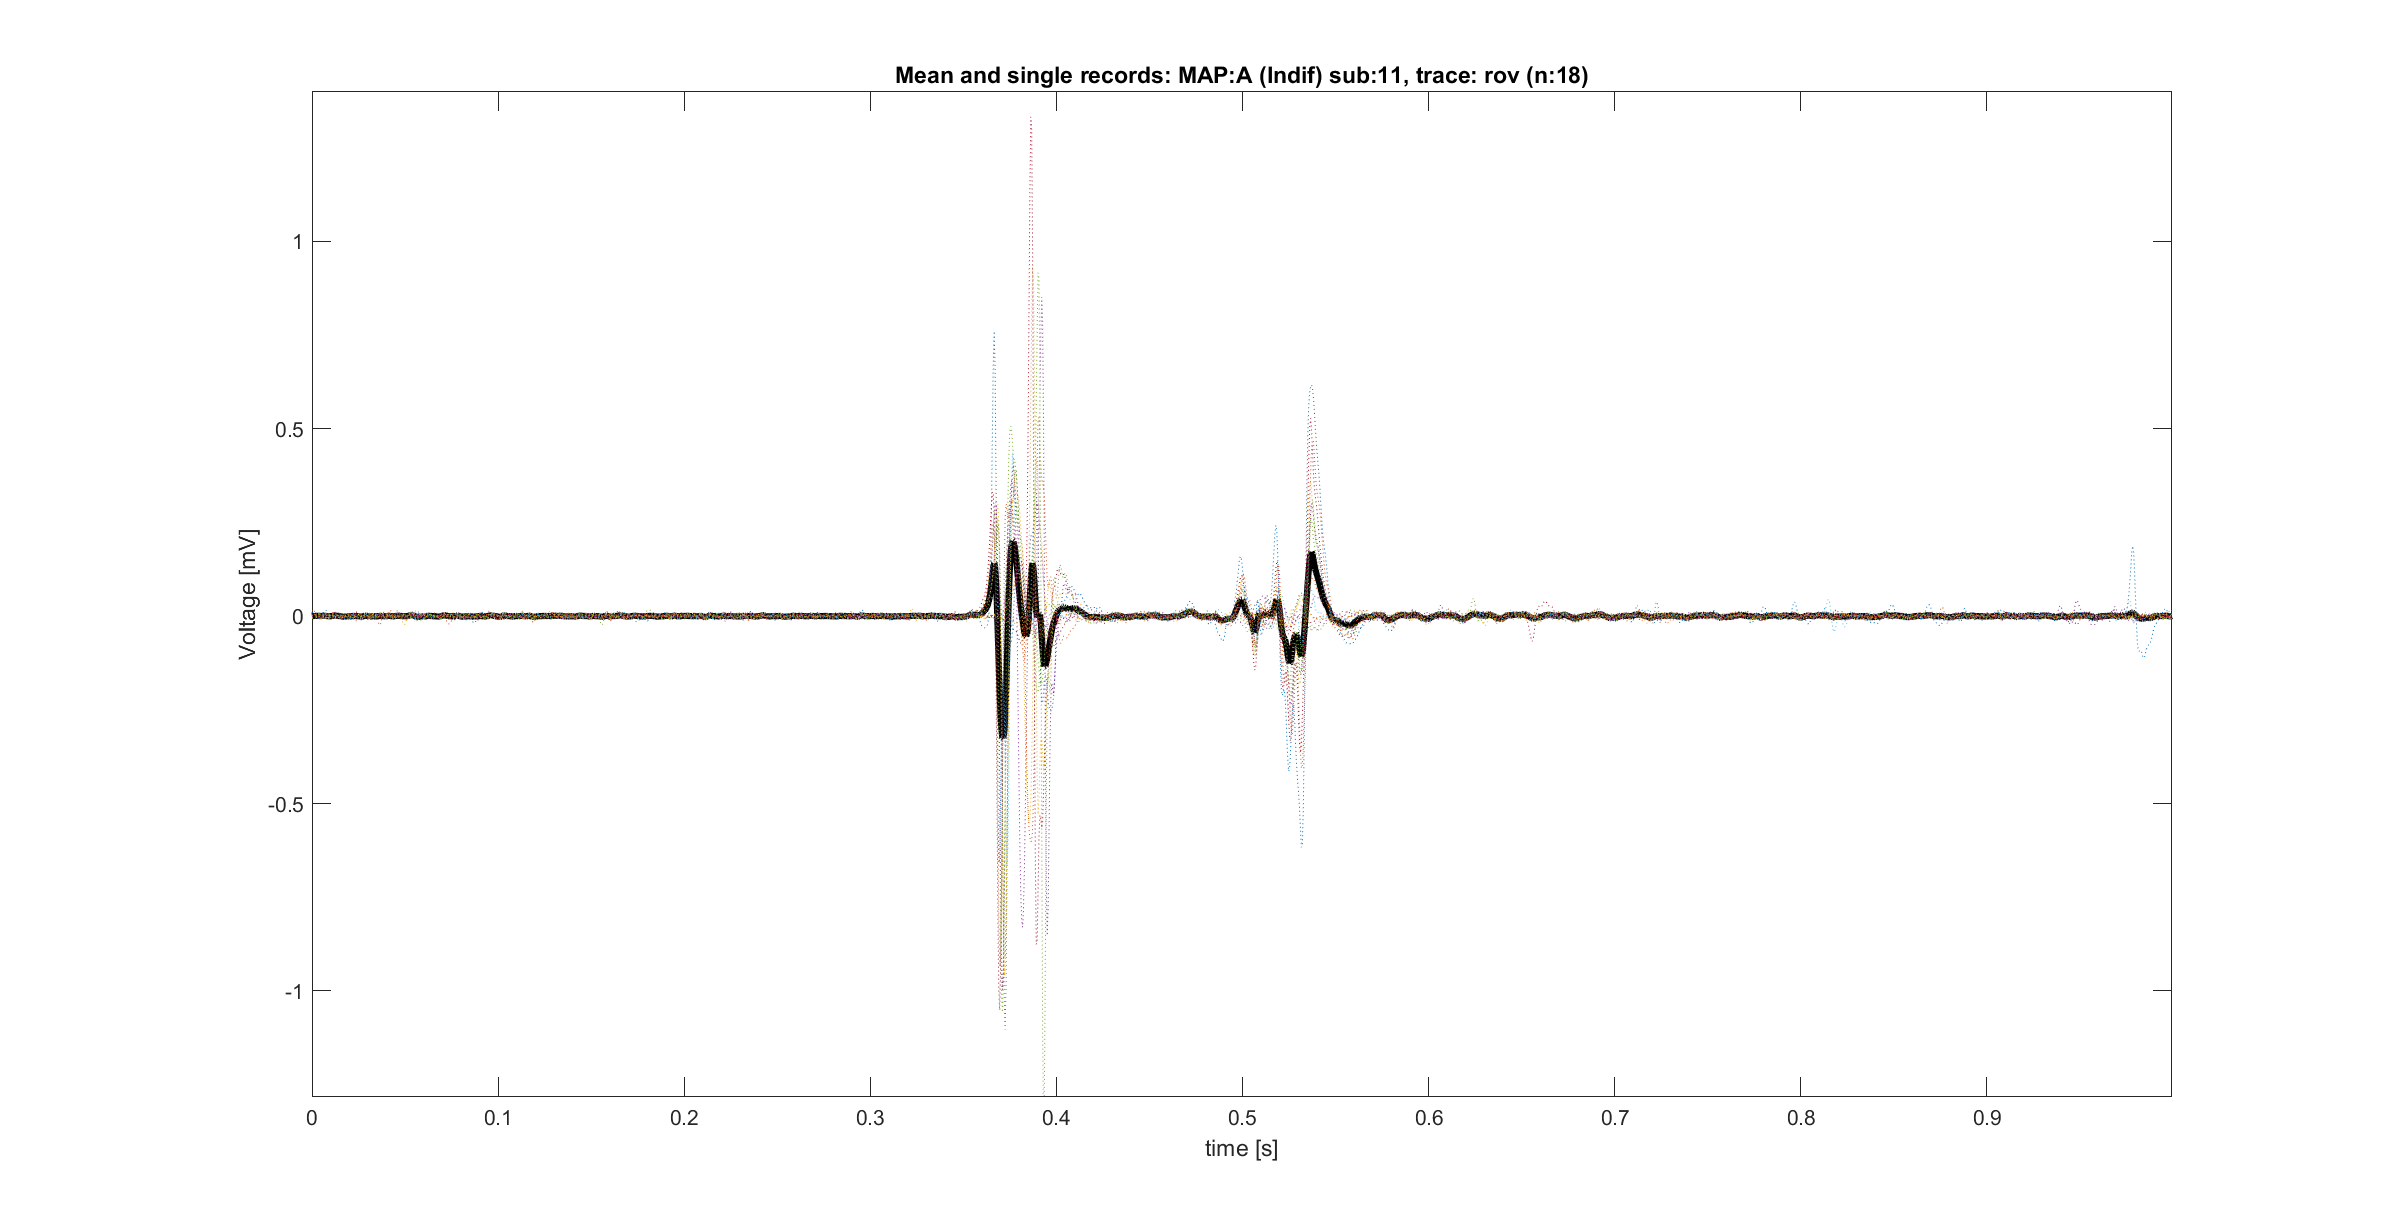 Mean and single records: MAP:A (Indif) sub:11, trace: rov (n:18)
1
0.5
0
-0.5
-1
Voltage [mV]
0 0.1 0.2 0.3 0.4 0.5 0.6 0.7 0.8 0.9
time [s]